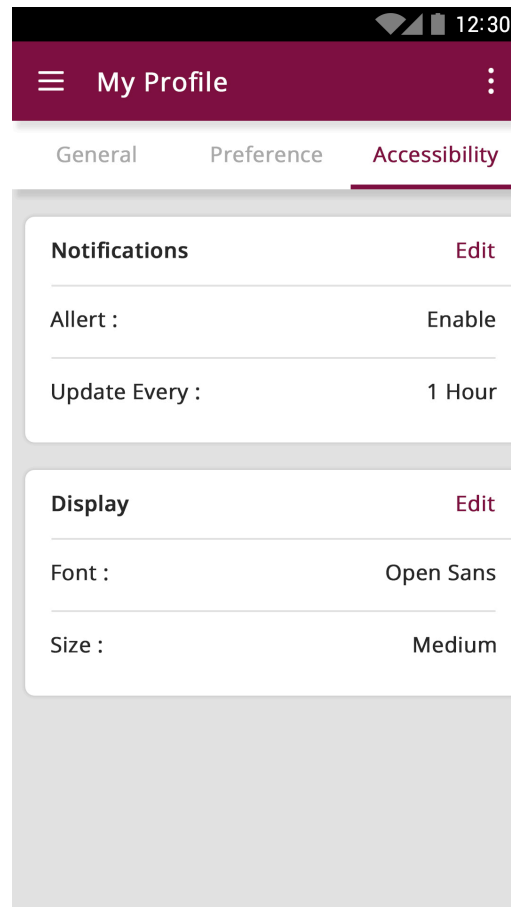 12:30
My Profile
General Preference Accessibility
Notifications Edit
Allert : Enable
Update Every : 1 Hour
Display Edit
Font : Open Sans
Size : Medium